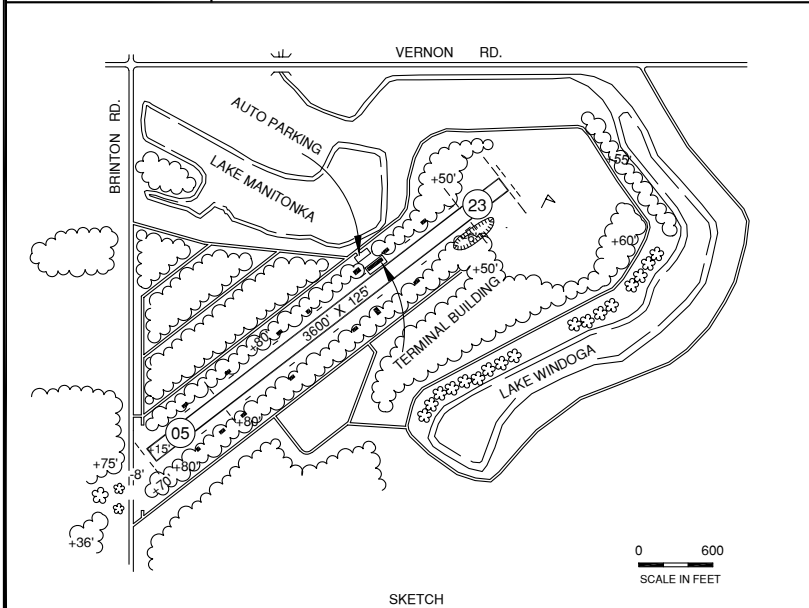 VERNON RD.
BRINTON RD.
AUTO PARKING
LAKE MANITONKA
+55'
+50'
23
+60'
+50'
3600' X 125'
+80'
TERMINAL BUILDING
LAKE WINDOGA
05
+80'
+15'
+75'
+80'
-8'
+70'
+36'
0 600
SCALE IN FEET
SKETCH